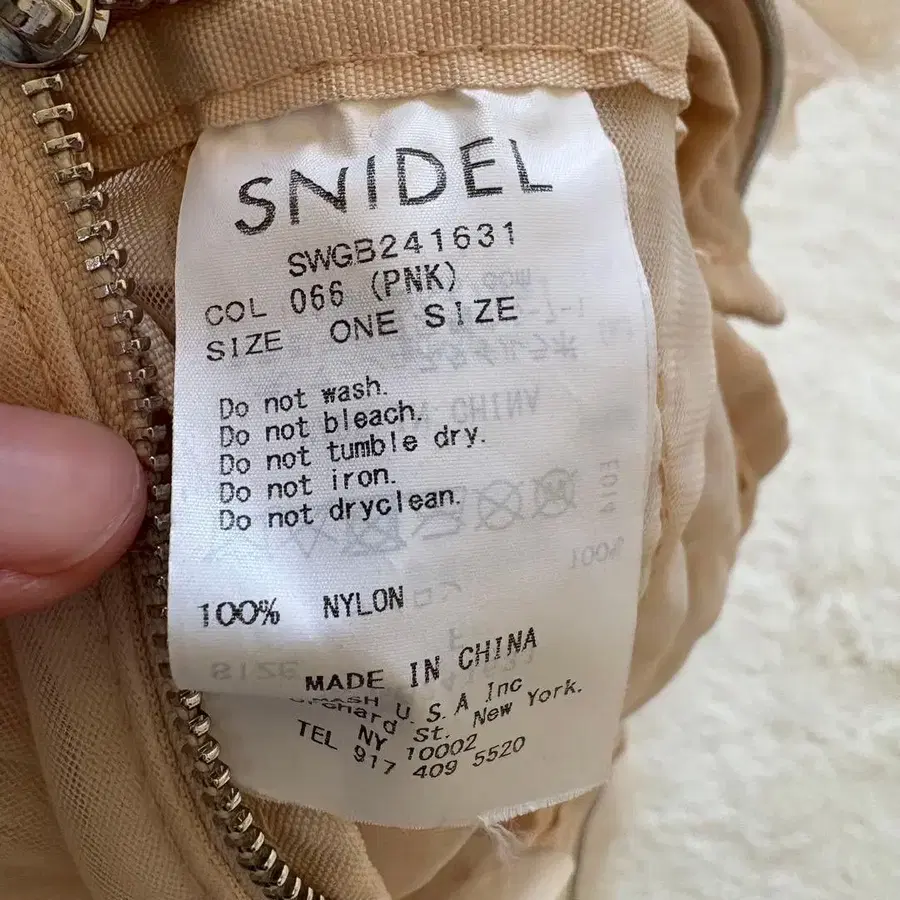 SNIDEL
SWGB241631
COL 066 (PNK)
SIZE ONE SIZE
Do not wash.
Do not bleach.
Do not tumble dry.
Do not iron.
Do not dryclean.
100% NYLON
MADE IN CHINA
MASH U.S.A Inc
Orchard St. New York.
NY 10002
TEL 917 409 5520